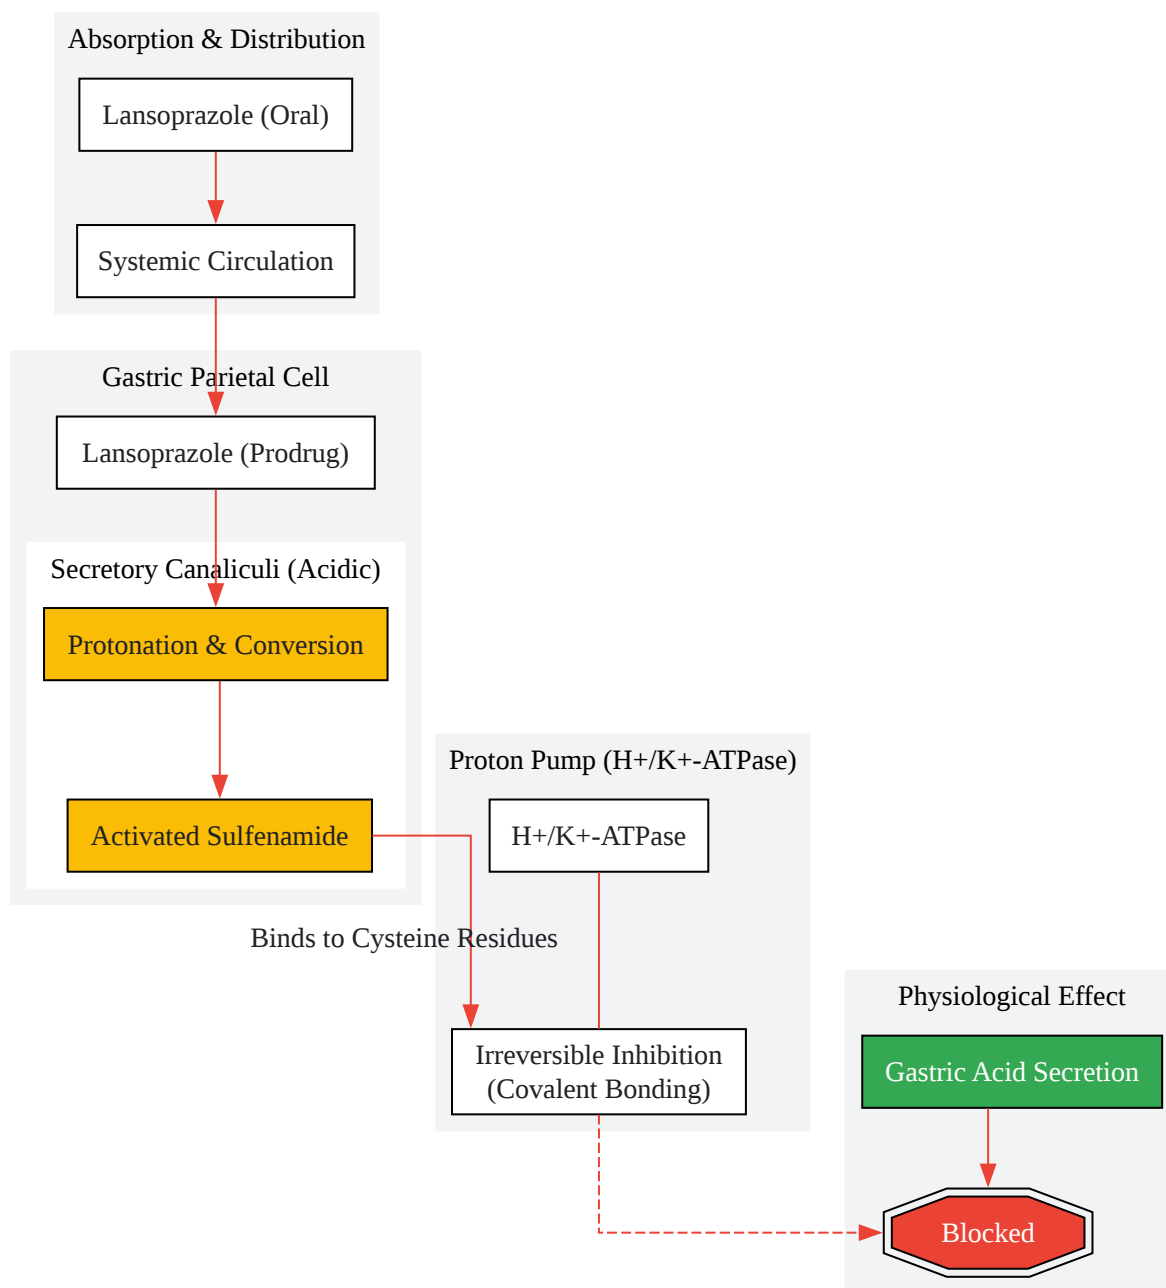 Absorption & Distribution
Lansoprazole (Oral)
Systemic Circulation
Gastric Parietal Cell
Lansoprazole (Prodrug)
Secretory Canaliculi (Acidic)
Protonation & Conversion
Activated Sulfenamide
Proton Pump (H+/K+-ATPase)
H+/K+-ATPase
Binds to Cysteine Residues
Irreversible Inhibition
(Covalent Bonding)
Physiological Effect
Gastric Acid Secretion
Blocked